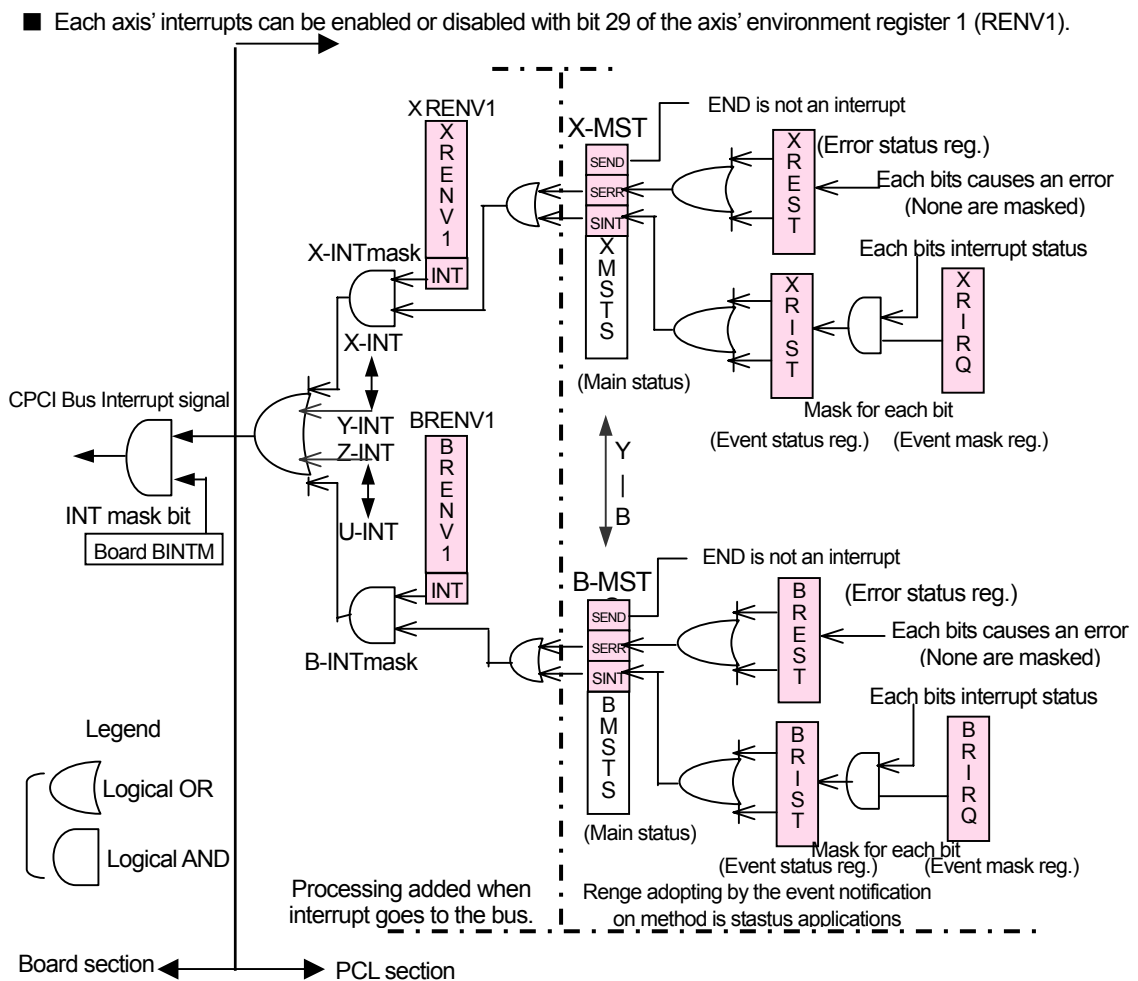 ■ Each axis' interrupts can be enabled or disabled with bit 29 of the axis' environment register 1 (RENV1).
XRENV1
XRENV1
INT
X-INTmask
X-INT
Y-INT
Z-INT
U-INT
CPCI Bus Interrupt signal
INT mask bit
Board BINTM
BRENV1
BRENV1
INT
B-INTmask
X-MST
SEND
SERR
SINT
XMSTS
(Main status)
END is not an interrupt
XREST
(Error status reg.)
Each bits causes an error
(None are masked)
Each bits interrupt status
XRIST
XRIRQ
Mask for each bit
(Event status reg.)
(Event mask reg.)
Y
|
B
B-MST
SEND
SERR
SINT
BMSTS
(Main status)
END is not an interrupt
BREST
(Error status reg.)
Each bits causes an error
(None are masked)
Each bits interrupt status
BRIST
BRIRQ
Mask for each bit
(Event status reg.)
(Event mask reg.)
Legend
Logical OR
Logical AND
Processing added when
interrupt goes to the bus.
Renge adopting by the event notification
on method is stastus applications
Board section
PCL section